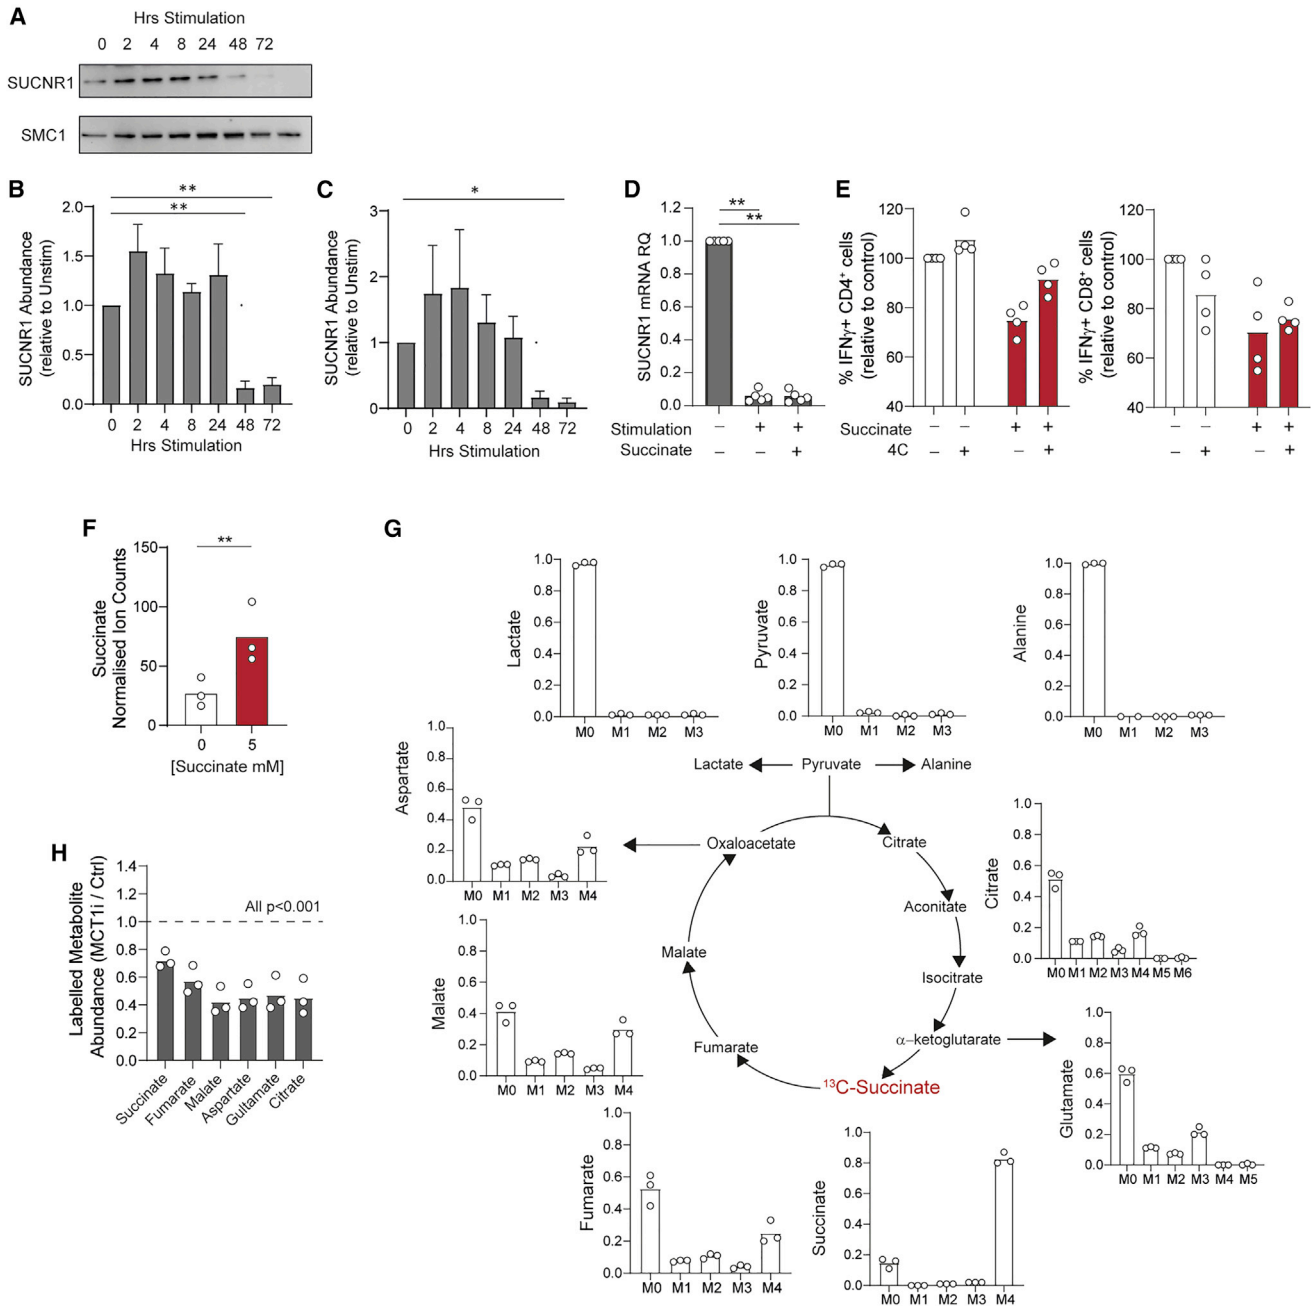 A
Hrs Stimulation
0 2 4 8 24 48 72
SUCNR1
SMC1
B
SUCNR1 Abundance
(relative to Unstim)
**
**
2.0
1.5
1.0
0.5
0.0
0 2 4 8 24 48 72
Hrs Stimulation
C
SUCNR1 Abundance
(relative to Unstim)
*
3
2
1
0
0 2 4 8 24 48 72
Hrs Stimulation
D
SUCNR1 mRNA RQ
**
**
1.2
1.0
0.8
0.6
0.4
0.2
0.0
Stimulation – + +
Succinate – – +
E
% IFNγ+ CD4⁺ cells
(relative to control)
120
100
80
60
40
% IFNγ+ CD8⁺ cells
(relative to control)
120
100
80
60
40
Succinate – – + + – – + +
4C – + – + – + – +
F
Succinate
Normalised Ion Counts
**
150
100
50
0
0 5
[Succinate mM]
G
Lactate
1.0
0.8
0.6
0.4
0.2
0.0
M0 M1 M2 M3
Pyruvate
1.0
0.8
0.6
0.4
0.2
0.0
M0 M1 M2 M3
Alanine
1.0
0.8
0.6
0.4
0.2
0.0
M0 M1 M2 M3
Aspartate
1.0
0.8
0.6
0.4
0.2
0.0
M0 M1 M2 M3 M4
Lactate Pyruvate Alanine
Oxaloacetate
Citrate
Aconitate
Isocitrate
α–ketoglutarate
¹³C-Succinate
Fumarate
Malate
Citrate
1.0
0.8
0.6
0.4
0.2
0.0
M0 M1 M2 M3 M4 M5 M6
Malate
1.0
0.8
0.6
0.4
0.2
0.0
M0 M1 M2 M3 M4
Glutamate
1.0
0.8
0.6
0.4
0.2
0.0
M0 M1 M2 M3 M4 M5
Fumarate
1.0
0.8
0.6
0.4
0.2
0.0
M0 M1 M2 M3 M4
Succinate
1.0
0.8
0.6
0.4
0.2
0.0
M0 M1 M2 M3 M4
H
Labelled Metabolite
Abundance (MCT1i / Ctrl)
1.4
1.2
1.0
0.8
0.6
0.4
0.2
0.0
All p<0.001
Succinate
Fumarate
Malate
Aspartate
Gultamate
Citrate